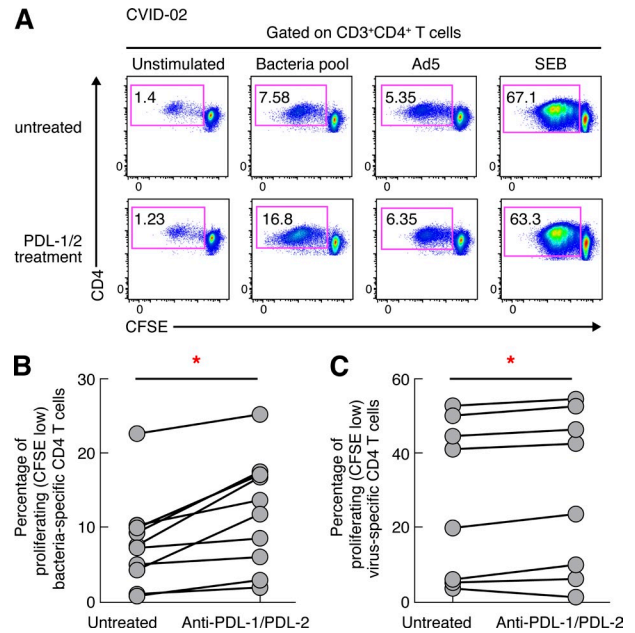 A
CVID-02
Gated on CD3⁺CD4⁺ T cells
Unstimulated Bacteria pool Ad5 SEB
untreated
1.4 7.58 5.35 67.1
0 0 0 0
0 0 0 0
PDL-1/2
treatment
1.23 16.8 6.35 63.3
0 0 0 0
0 0 0 0
CD4
CFSE
B
*
Percentage of
proliferating (CFSE low)
bacteria-specific CD4 T cells
30
20
10
0
Untreated Anti-PDL-1/PDL-2
C
*
Percentage of
proliferating (CFSE low)
virus-specific CD4 T cells
60
40
20
0
Untreated Anti-PDL-1/PDL-2